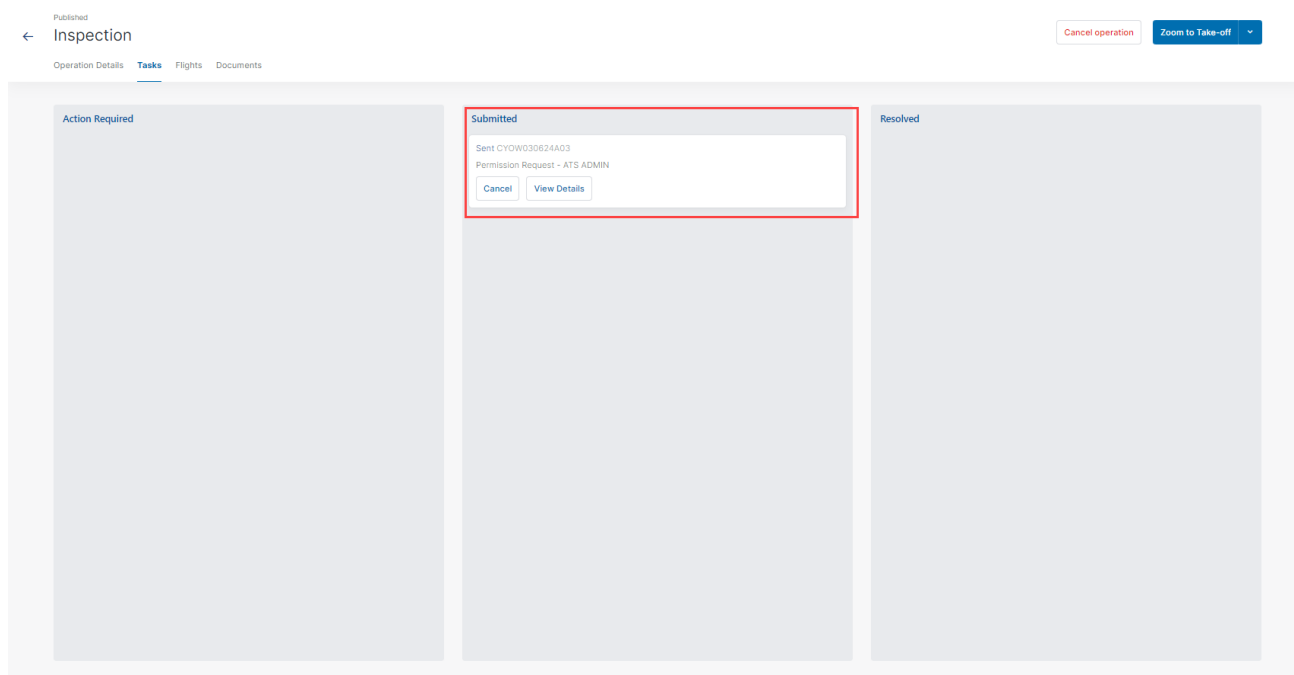 Published
Inspection
Cancel operation
Zoom to Take-off
Operation Details Tasks Flights Documents
Action Required
Submitted
Sent CYOW030624A03
Permission Request - ATS ADMIN
Cancel View Details
Resolved